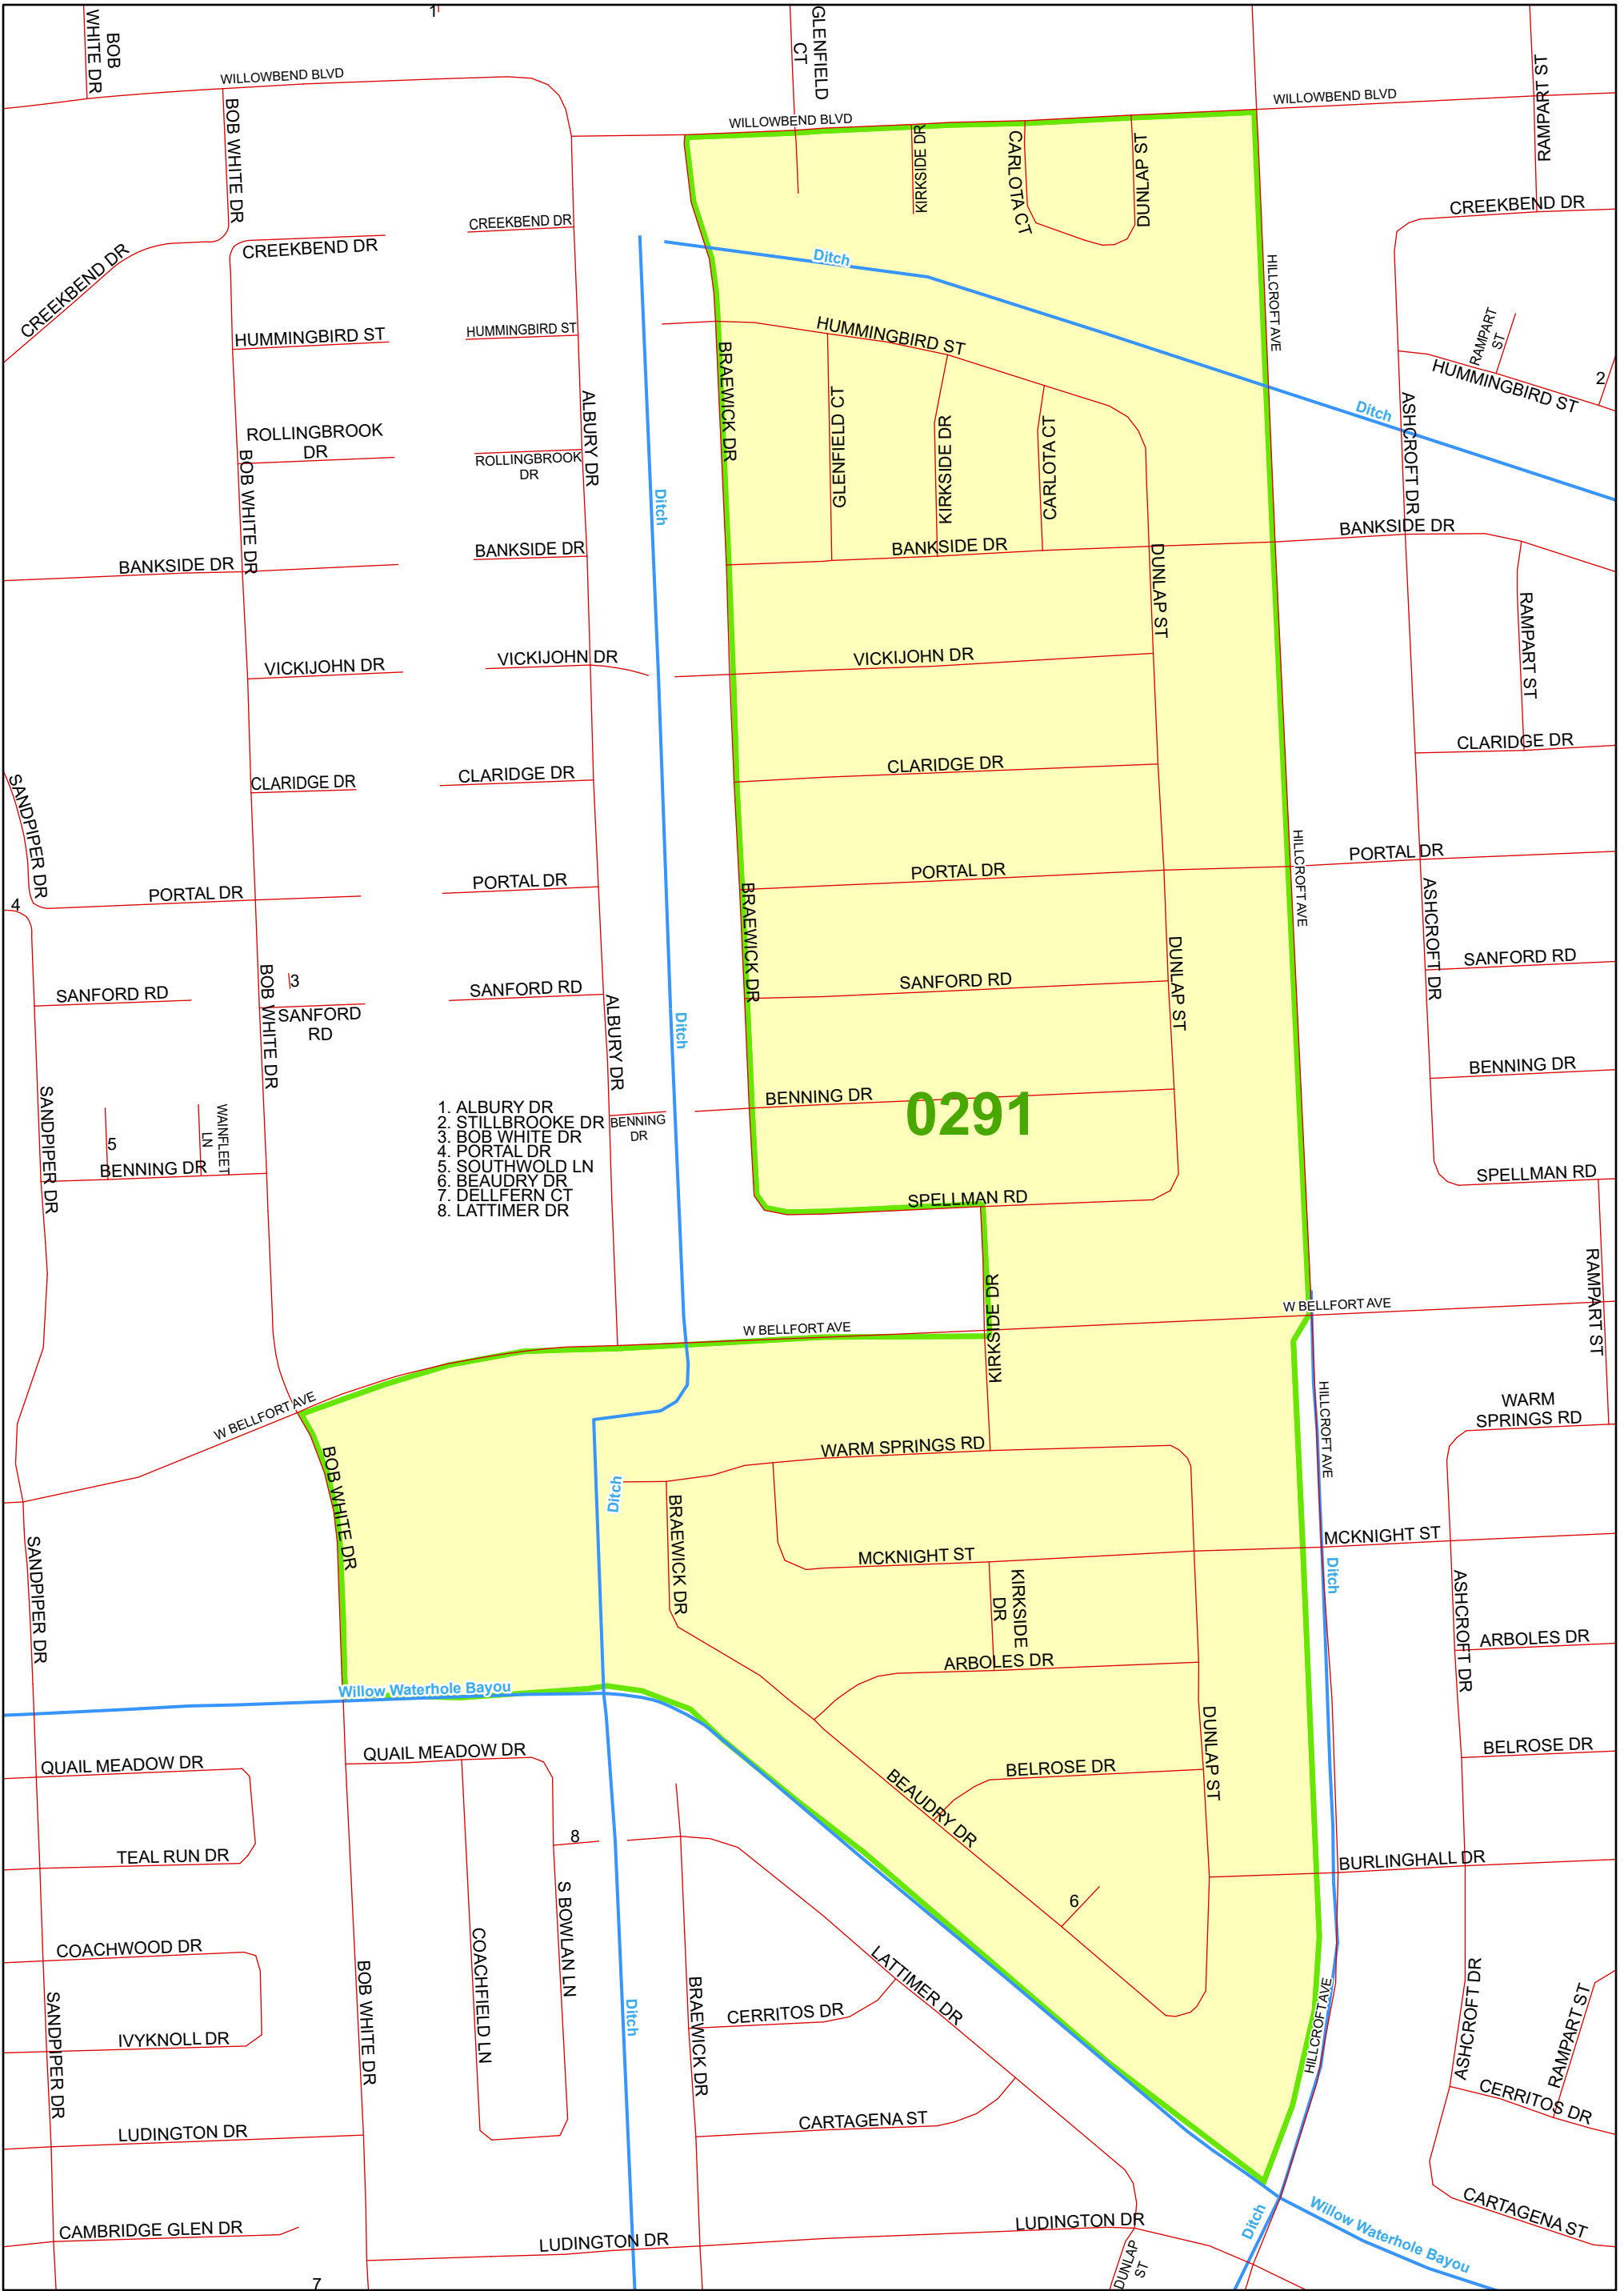 1
BOB
WHITE DR
GLENFIELD
CT
RAMPART ST
WILLOWBEND BLVD
WILLOWBEND BLVD
WILLOWBEND BLVD
BOB WHITE DR
KIRKSIDE DR
CARLOTA CT
DUNLAP ST
CREEKBEND DR
CREEKBEND DR
CREEKBEND DR
CREEKBEND DR
Ditch
HILLCROFT AVE
HUMMINGBIRD ST
HUMMINGBIRD ST
HUMMINGBIRD ST
RAMPART
ST
HUMMINGBIRD ST
2
BRAEWICK DR
GLENFIELD CT
KIRKSIDE DR
CARLOTA CT
ALBURY DR
Ditch
ASHCROFT DR
ROLLINGBROOK
DR
ROLLINGBROOK
DR
BOB WHITE DR
Ditch
BANKSIDE DR
BANKSIDE DR
BANKSIDE DR
BANKSIDE DR
DUNLAP ST
RAMPART ST
VICKIJOHN DR
VICKIJOHN DR
VICKIJOHN DR
CLARIDGE DR
CLARIDGE DR
CLARIDGE DR
CLARIDGE DR
SANDPIPER DR
HILLCROFT AVE
PORTAL DR
PORTAL DR
PORTAL DR
PORTAL DR
4
BRAEWICK DR
ASHCROFT DR
DUNLAP ST
BOB WHITE DR
3
SANFORD RD
SANFORD
RD
SANFORD RD
SANFORD RD
SANFORD RD
ALBURY DR
Ditch
BENNING DR
BENNING DR
0291
SANDPIPER DR
5
WAINFLEET
LN
BENNING DR
BENNING
DR
1. ALBURY DR
2. STILLBROOKE DR
3. BOB WHITE DR
4. PORTAL DR
5. SOUTHWOLD LN
6. BEAUDRY DR
7. DELLFERN CT
8. LATTIMER DR
SPELLMAN RD
SPELLMAN RD
KIRKSIDE DR
RAMPART ST
W BELLFORT AVE
W BELLFORT AVE
W BELLFORT AVE
HILLCROFT AVE
WARM
SPRINGS RD
WARM SPRINGS RD
BOB WHITE DR
Ditch
BRAEWICK DR
MCKNIGHT ST
MCKNIGHT ST
SANDPIPER DR
KIRKSIDE
DR
Ditch
ASHCROFT DR
ARBOLES DR
ARBOLES DR
Willow Waterhole Bayou
DUNLAP ST
QUAIL MEADOW DR
QUAIL MEADOW DR
BELROSE DR
BELROSE DR
BEAUDRY DR
TEAL RUN DR
8
BURLINGHALL DR
6
S BOWLAN LN
COACHFIELD LN
COACHWOOD DR
LATTIMER DR
BOB WHITE DR
SANDPIPER DR
Ditch
BRAEWICK DR
CERRITOS DR
HILLCROFT AVE
ASHCROFT DR
RAMPART ST
IVYKNOLL DR
CERRITOS DR
LUDINGTON DR
CARTAGENA ST
CARTAGENA ST
CAMBRIDGE GLEN DR
LUDINGTON DR
LUDINGTON DR
DUNLAP
ST
Ditch
Willow Waterhole Bayou
7